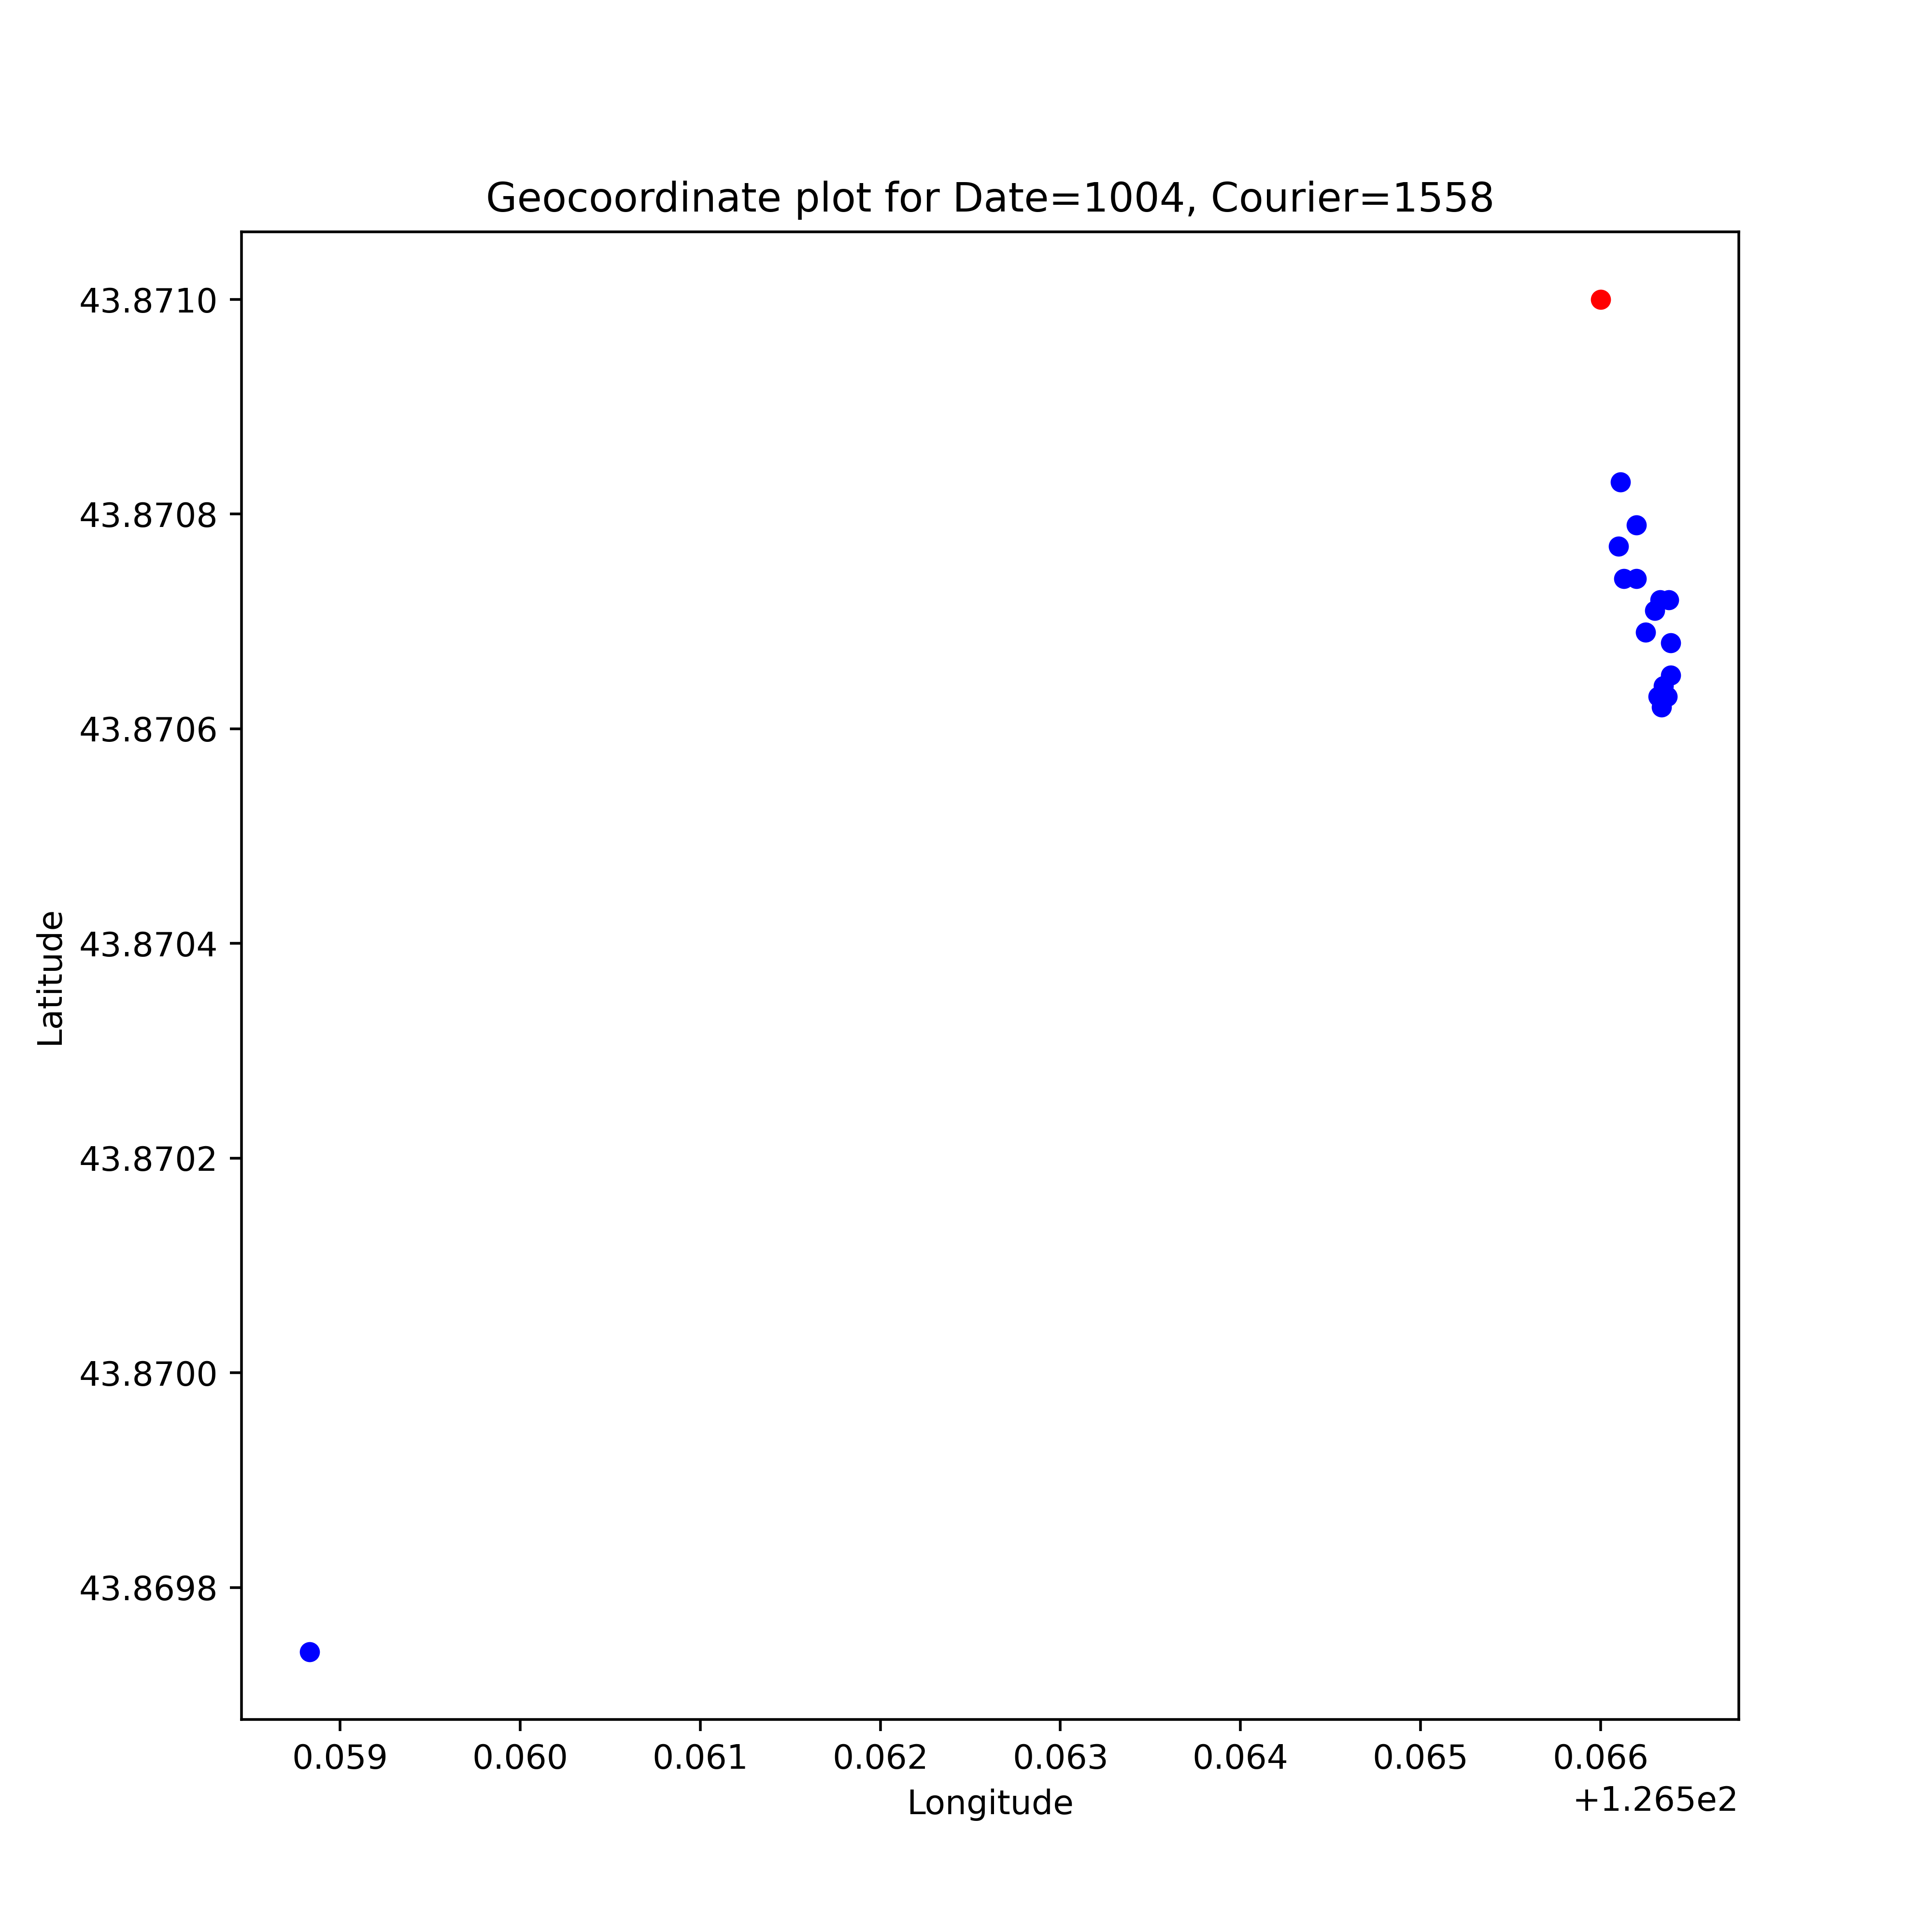 Geocoordinate plot for Date=1004, Courier=1558
43.8710
43.8708
43.8706
43.8704
43.8702
43.8700
43.8698
Latitude
0.059 0.060 0.061 0.062 0.063 0.064 0.065 0.066
+1.265e2
Longitude